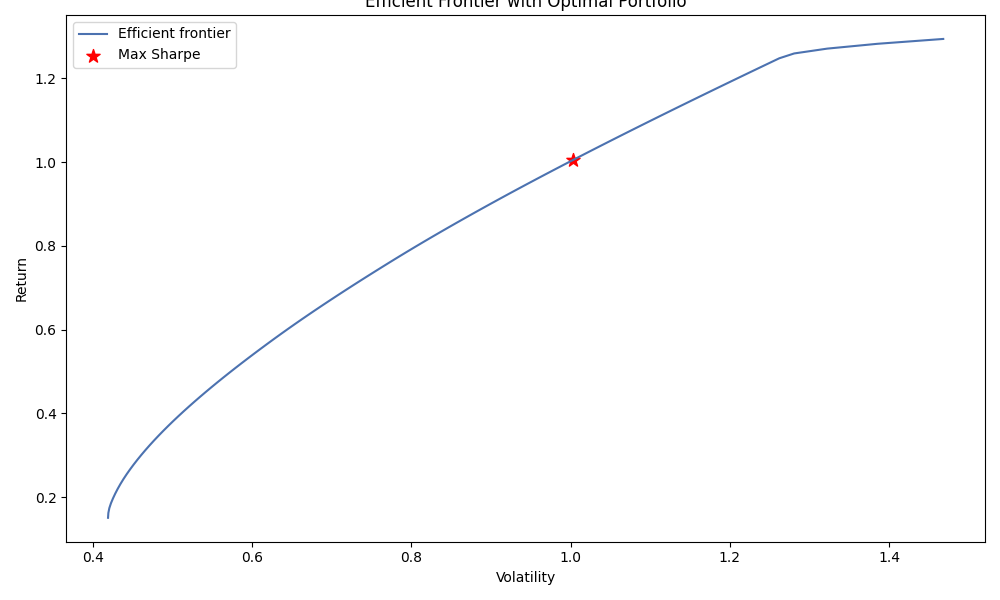 Efficient Frontier with Optimal Portfolio
Efficient frontier
Max Sharpe
Return
1.2
1.0
0.8
0.6
0.4
0.2
0.4
0.6
0.8
1.0
1.2
1.4
Volatility